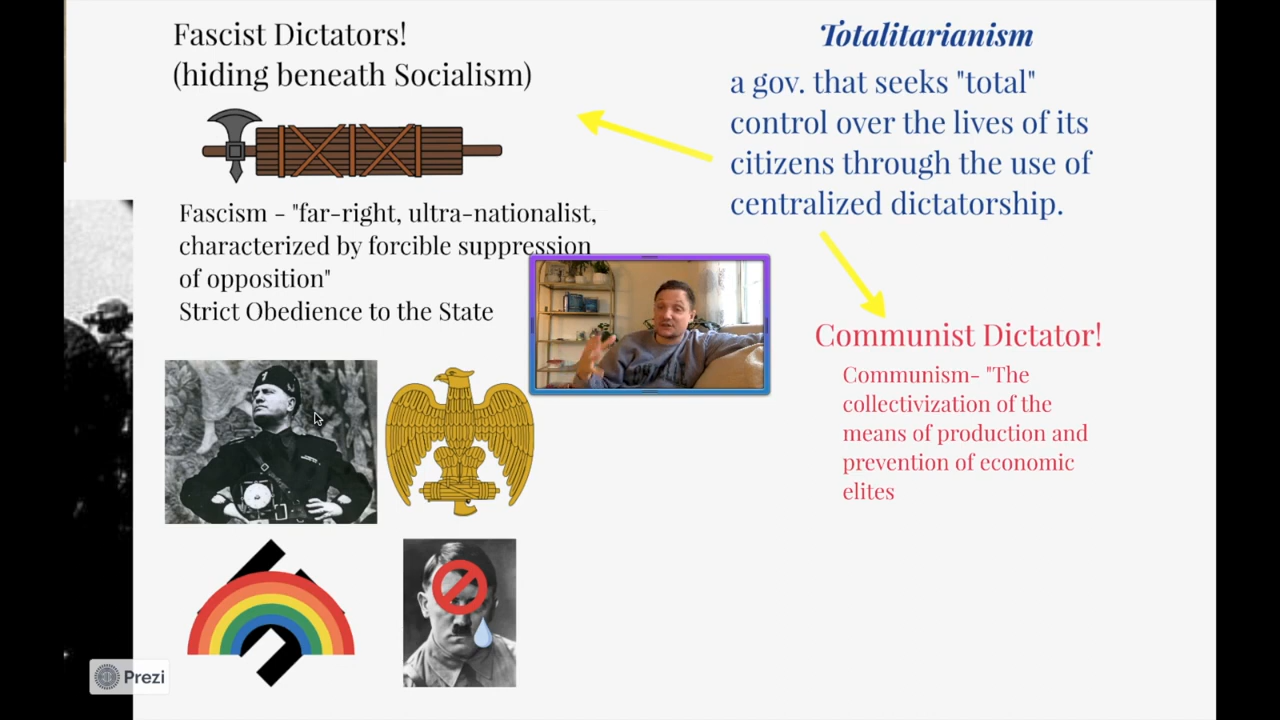 Fascist Dictators!
(hiding beneath Socialism)
Fascism - "far-right, ultra-nationalist,
characterized by forcible suppression
of opposition"
Strict Obedience to the State
Totalitarianism
a gov. that seeks "total"
control over the lives of its
citizens through the use of
centralized dictatorship.
Communist Dictator!
Communism- "The
collectivization of the
means of production and
prevention of economic
elites
Prezi